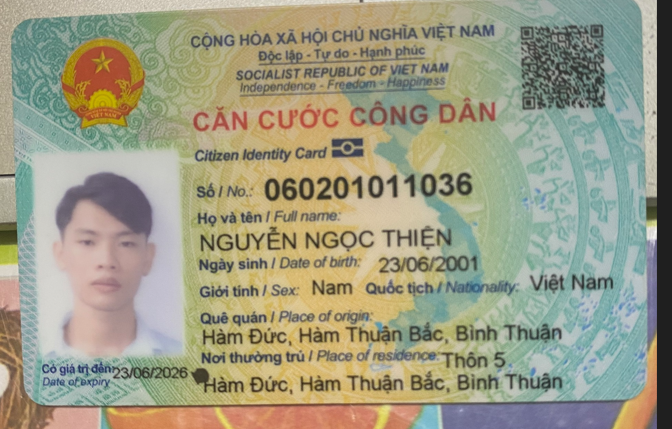 CỘNG HÒA XÃ HỘI CHỦ NGHĨA VIỆT NAM
Độc lập - Tự do - Hạnh phúc
SOCIALIST REPUBLIC OF VIET NAM
Independence - Freedom - Happiness
CĂN CƯỚC CÔNG DÂN
Citizen Identity Card
Số / No.: 060201011036
Họ và tên / Full name:
NGUYỄN NGỌC THIỆN
Ngày sinh / Date of birth: 23/06/2001
Giới tính / Sex: Nam Quốc tịch / Nationality: Việt Nam
Quê quán / Place of origin:
Hàm Đức, Hàm Thuận Bắc, Bình Thuận
Nơi thường trú / Place of residence: Thôn 5
Hàm Đức, Hàm Thuận Bắc, Bình Thuận
Có giá trị đến: 23/06/2026
Date of expiry